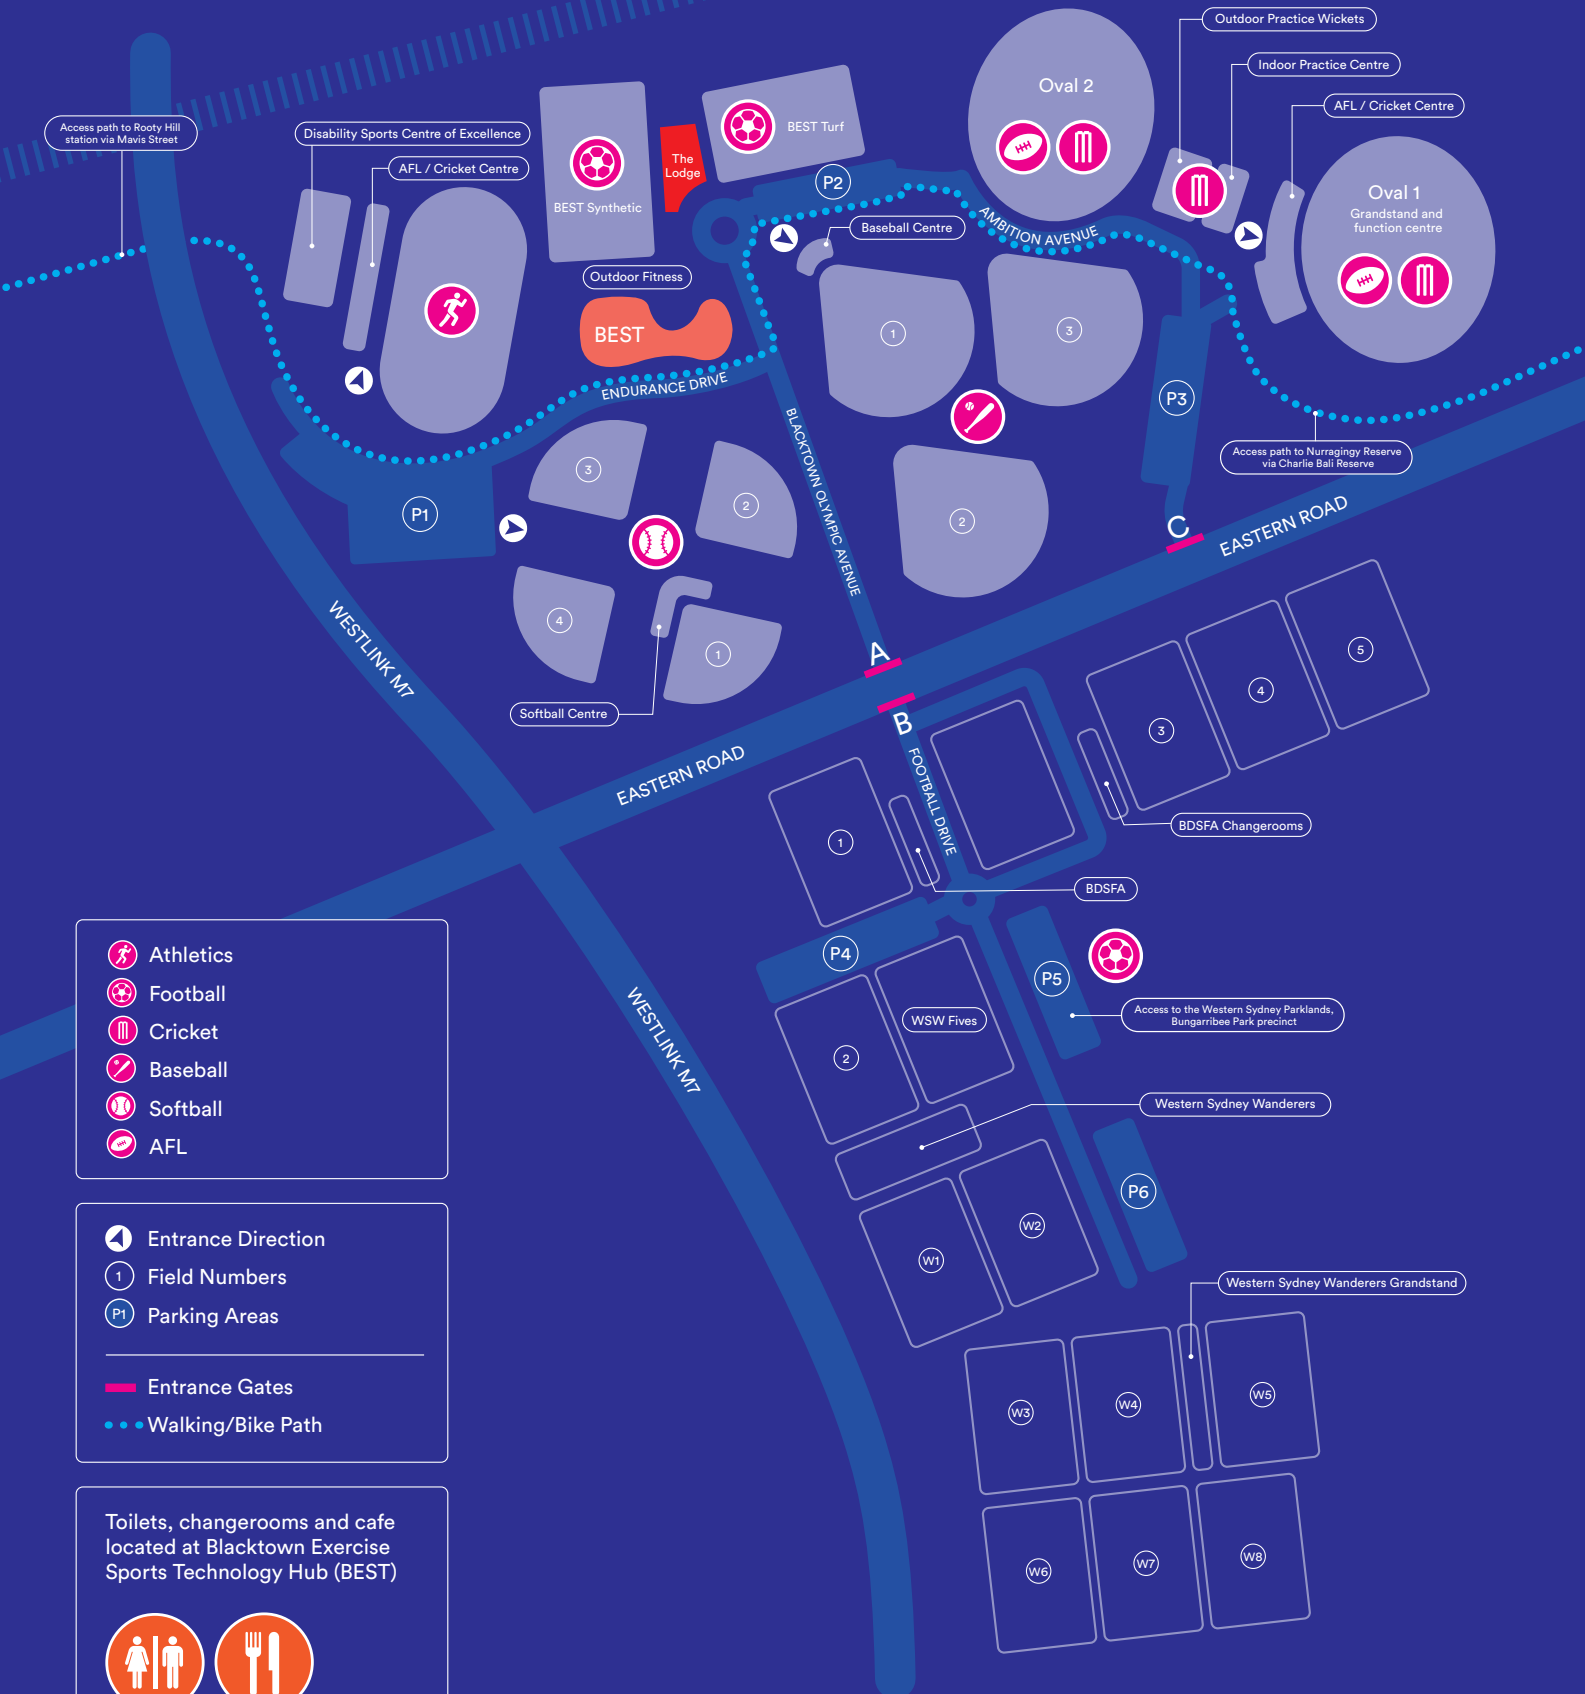 Outdoor Practice Wickets
Indoor Practice Centre
AFL / Cricket Centre
Oval 2
Oval 1
Grandstand and
function centre
Access path to Rooty Hill
station via Mavis Street
Disability Sports Centre of Excellence
AFL / Cricket Centre
BEST Synthetic
The
Lodge
BEST Turf
P2
AMBITION AVENUE
Baseball Centre
Outdoor Fitness
BEST
ENDURANCE DRIVE
1
3
2
P3
Access path to Nurragingy Reserve
via Charlie Bali Reserve
BLACKTOWN OLYMPIC AVENUE
P1
3
2
4
1
Softball Centre
WESTLINK M7
C
EASTERN ROAD
A
B
EASTERN ROAD
FOOTBALL DRIVE
5
4
3
1
BDSFA Changerooms
BDSFA
P4
P5
WSW Fives
2
Access to the Western Sydney Parklands,
Bungarribee Park precinct
WESTLINK M7
Western Sydney Wanderers
P6
W2
W1
Western Sydney Wanderers Grandstand
W3
W4
W5
W6
W7
W8
Athletics
Football
Cricket
Baseball
Softball
AFL
Entrance Direction
1 Field Numbers
P1 Parking Areas
Entrance Gates
Walking/Bike Path
Toilets, changerooms and cafe
located at Blacktown Exercise
Sports Technology Hub (BEST)